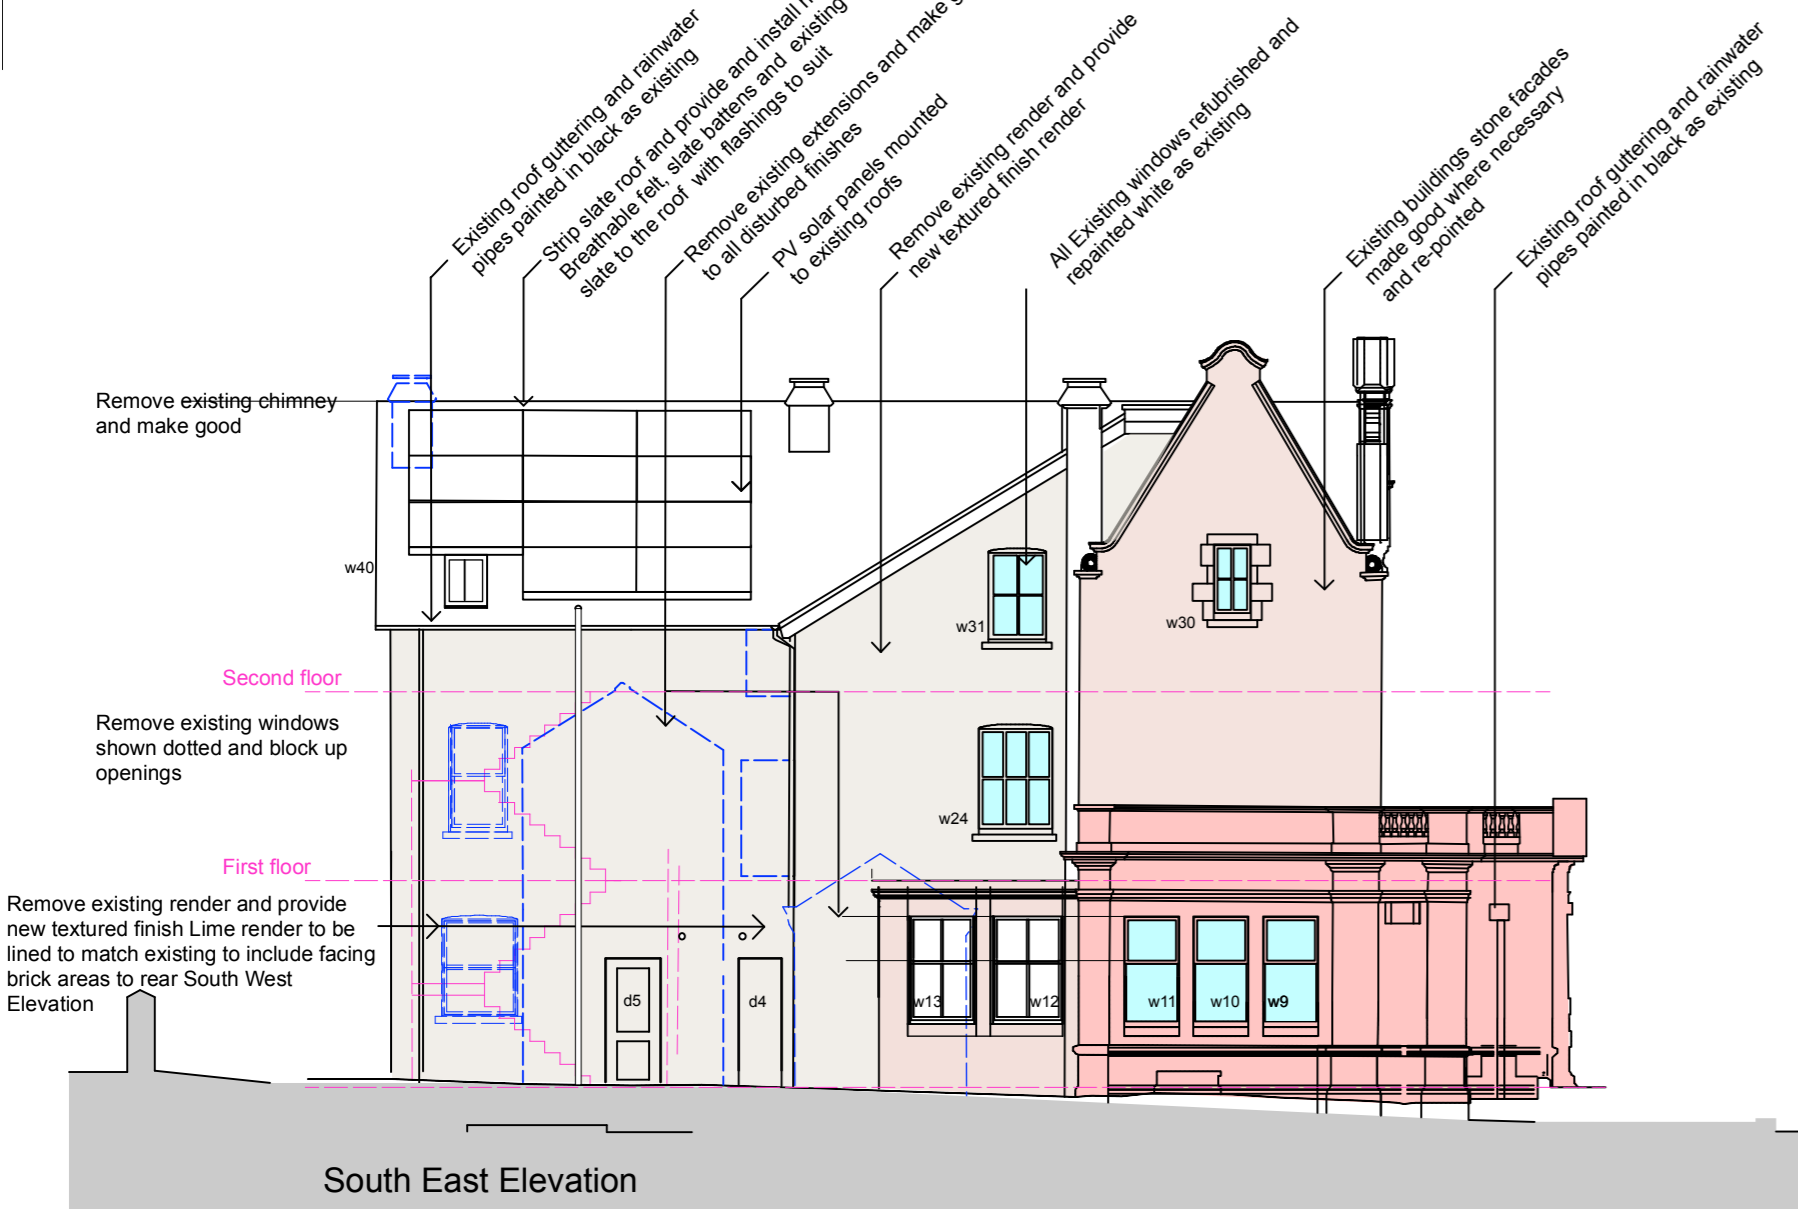 Existing roof guttering and rainwater
pipes painted in black as existing
Strip slate roof and provide and install
Breathable felt, slate battens and existing
slate to the roof with flashings to suit
Remove existing extensions and make
to all disturbed finishes
PV solar panels mounted
to existing roofs
Remove existing render and provide
new textured finish render
All Existing windows refubrished and
repainted white as existing
Existing buildings stone facades
made good where necessary
and re-pointed
Existing roof guttering and rainwater
pipes painted in black as existing
Remove existing chimney
and make good
w40
w31
w30
Second floor
Remove existing windows
shown dotted and block up
openings
w24
First floor
Remove existing render and provide
new textured finish Lime render to be
lined to match existing to include facing
brick areas to rear South West
Elevation
d5
d4
w13
w12
w11
w10
w9
South East Elevation